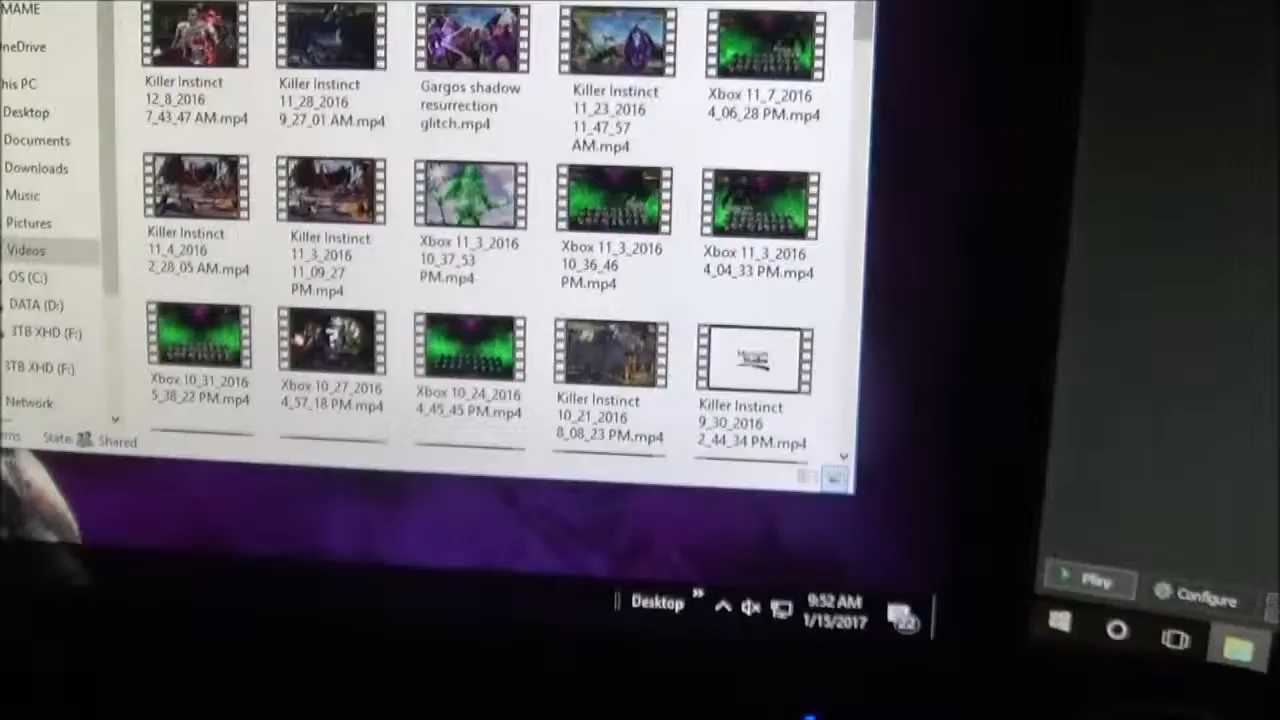 MAME
neDrive
his PC
Desktop
Documents
Downloads
Music
Pictures
Videos
OS (C:)
DATA (D:)
3TB XHD (F:)
3TB XHD (F:)
Network
ms State: Shared
Killer Instinct
12_8_2016
7_43_47 AM.mp4
Killer Instinct
11_28_2016
9_27_01 AM.mp4
Gargos shadow
resurrection
glitch.mp4
Killer Instinct
11_23_2016
11_47_57
AM.mp4
Xbox 11_7_2016
4_06_28 PM.mp4
Killer Instinct
11_4_2016
2_28_05 AM.mp4
Killer Instinct
11_3_2016
11_09_27
PM.mp4
Xbox 11_3_2016
10_37_53
PM.mp4
Xbox 11_3_2016
10_36_46
PM.mp4
Xbox 11_3_2016
4_04_33 PM.mp4
Xbox 10_31_2016
5_38_22 PM.mp4
Xbox 10_27_2016
4_57_18 PM.mp4
Xbox 10_24_2016
4_45_45 PM.mp4
Killer Instinct
10_21_2016
8_08_23 PM.mp4
Killer Instinct
9_30_2016
2_44_34 PM.mp4
Desktop
9:52 AM
1/15/2017
22
Play
Configure